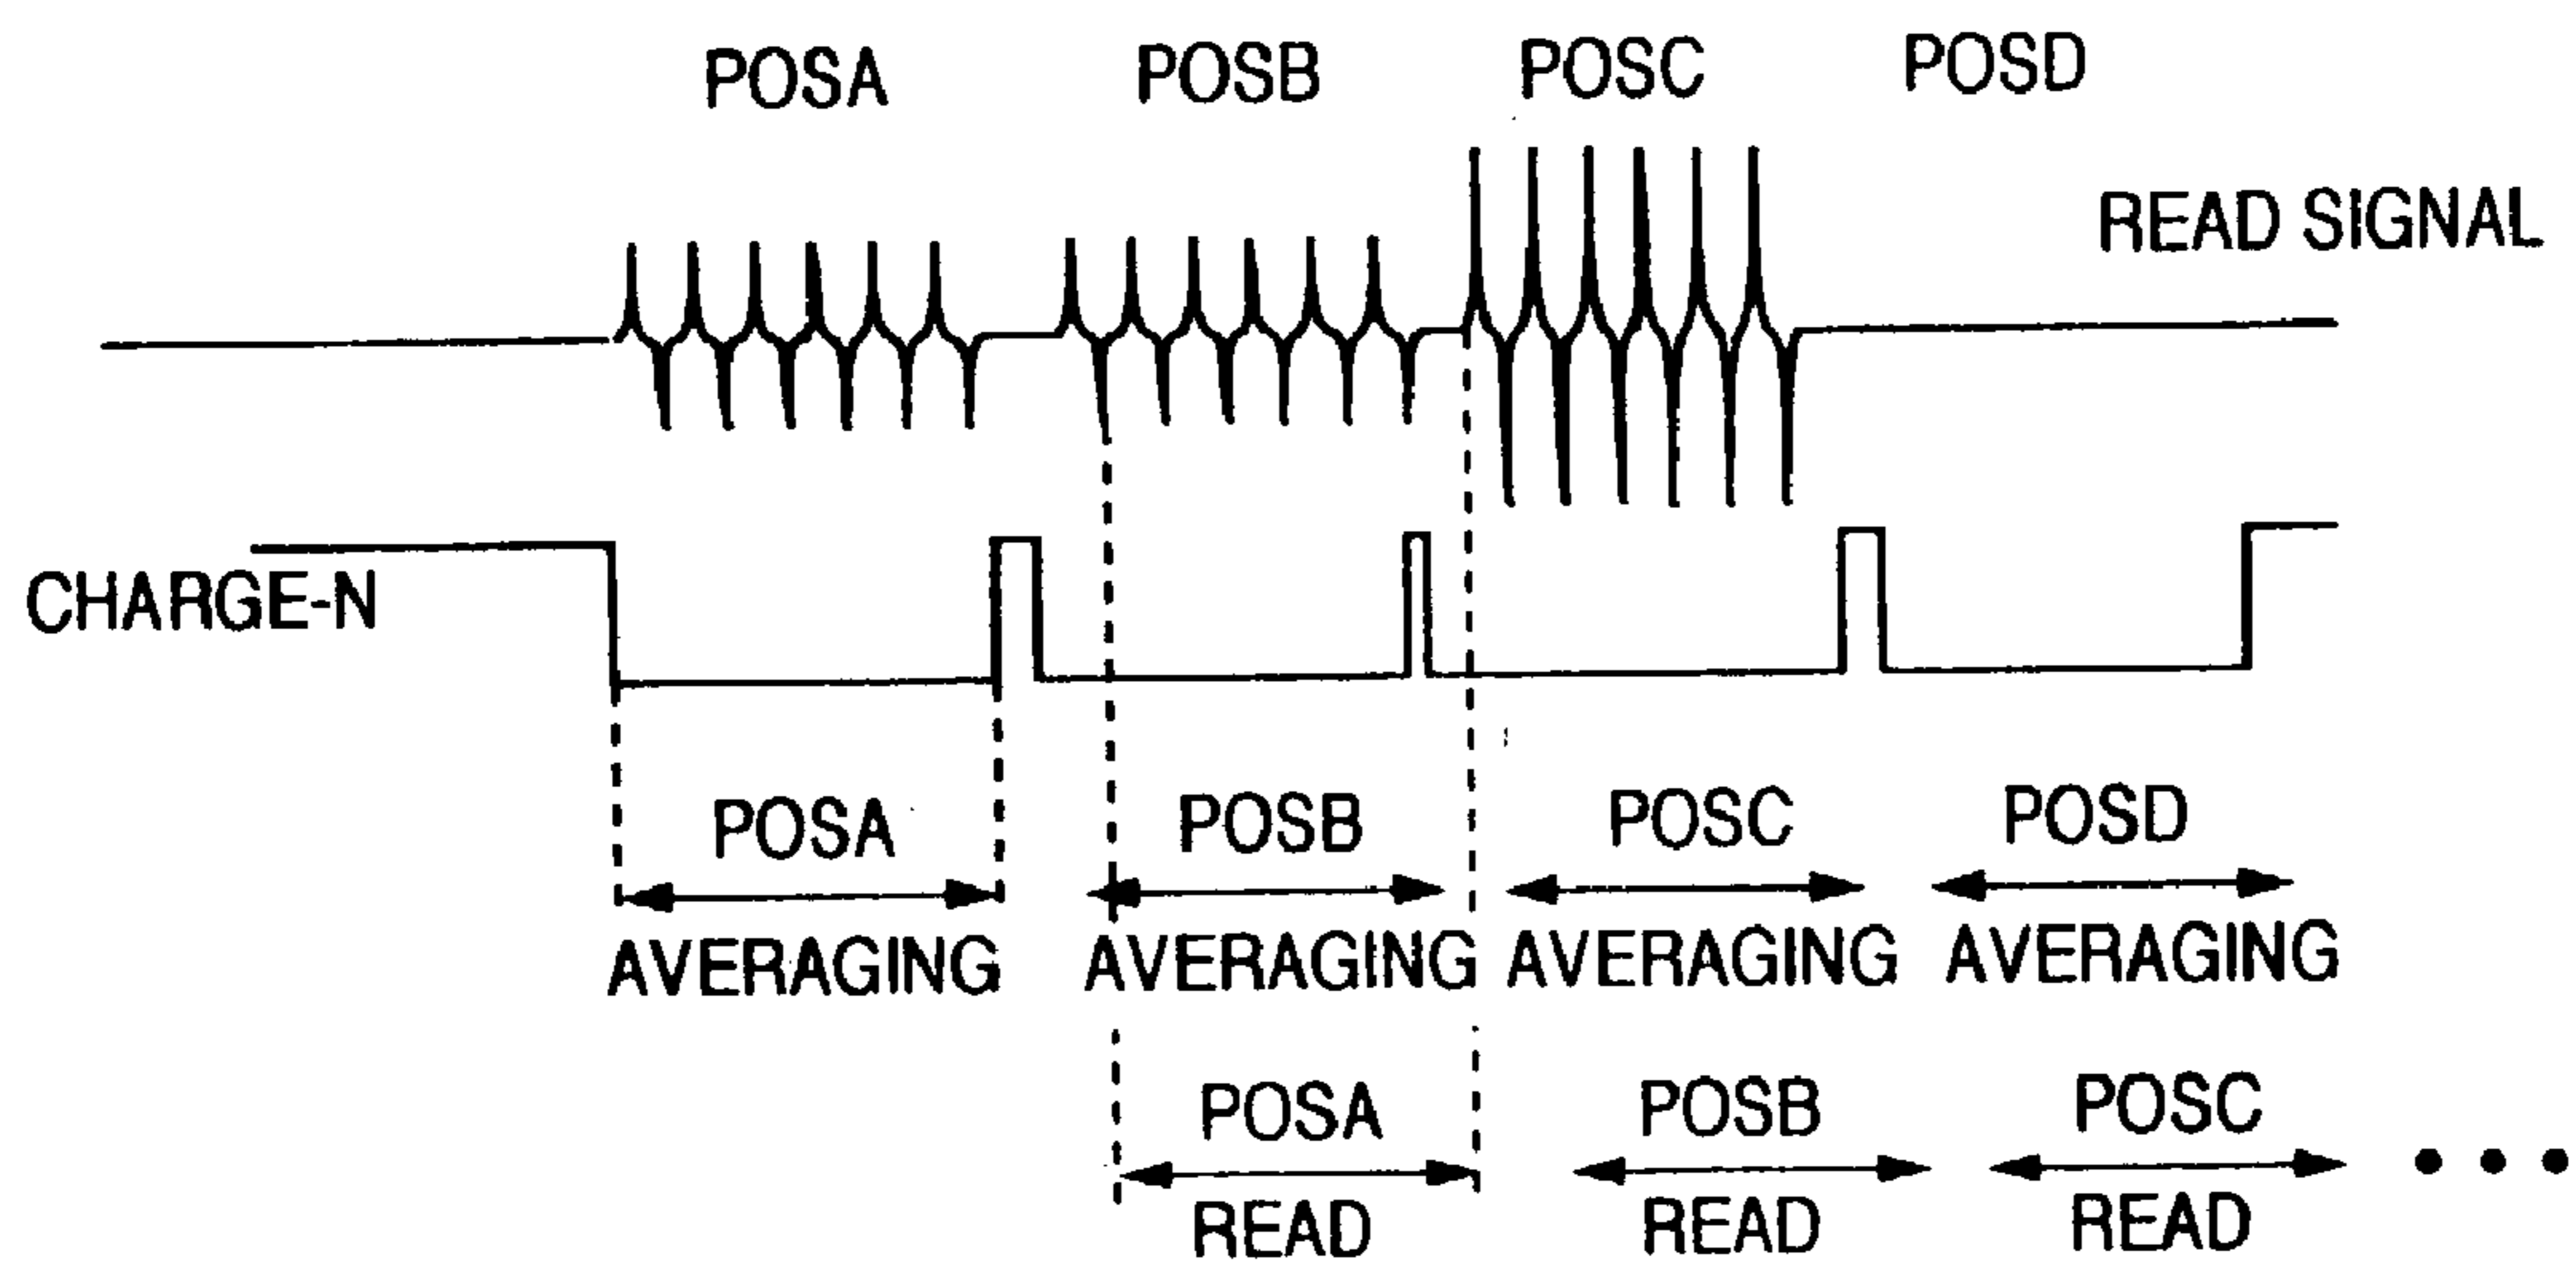 POSA POSB POSC POSD
READ SIGNAL
CHARGE-N
POSA POSB POSC POSD
AVERAGING AVERAGING AVERAGING AVERAGING
POSA POSB POSC
READ READ READ